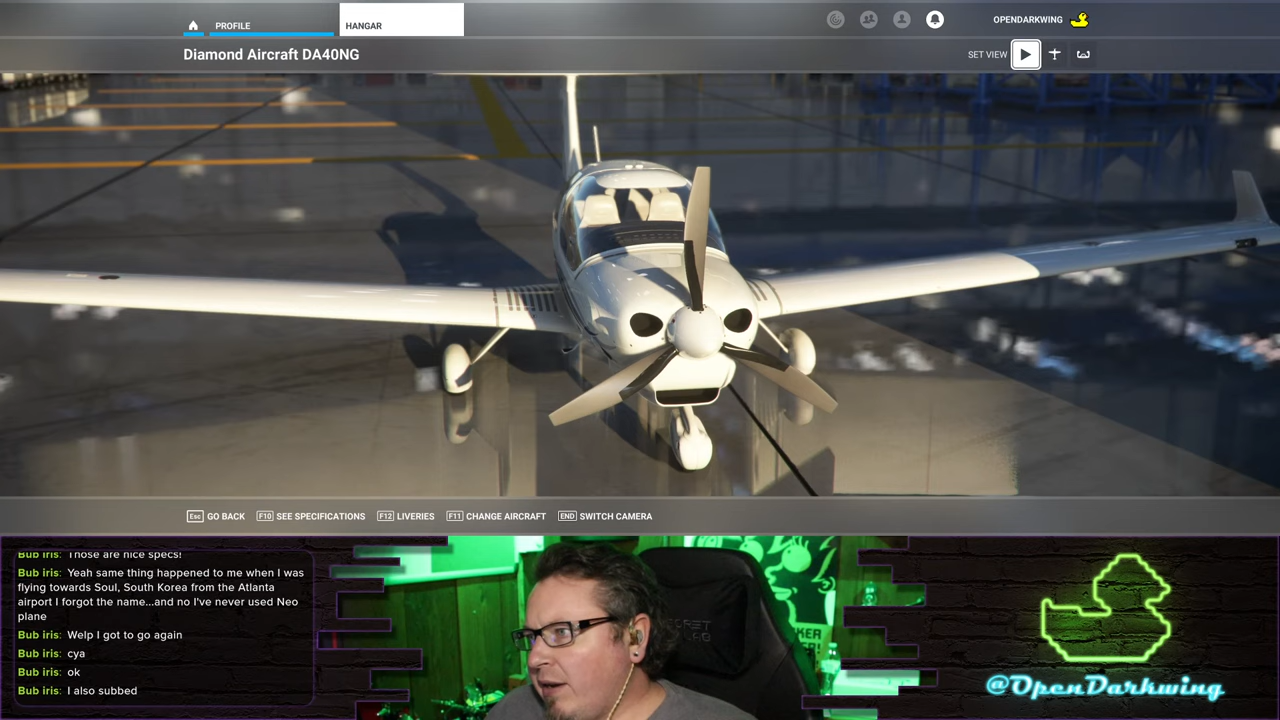 PROFILE
HANGAR
OPENDARKWING
Diamond Aircraft DA40NG
SET VIEW
Esc GO BACK F10 SEE SPECIFICATIONS F12 LIVERIES F11 CHANGE AIRCRAFT END SWITCH CAMERA
Bub iris: Those are nice specs!
Bub iris: Yeah same thing happened to me when I was
flying towards Soul, South Korea from the Atlanta
airport I forgot the name...and no I've never used Neo
plane
Bub iris: Welp I got to go again
Bub iris: cya
Bub iris: ok
Bub iris: I also subbed
@OpenDarkwing